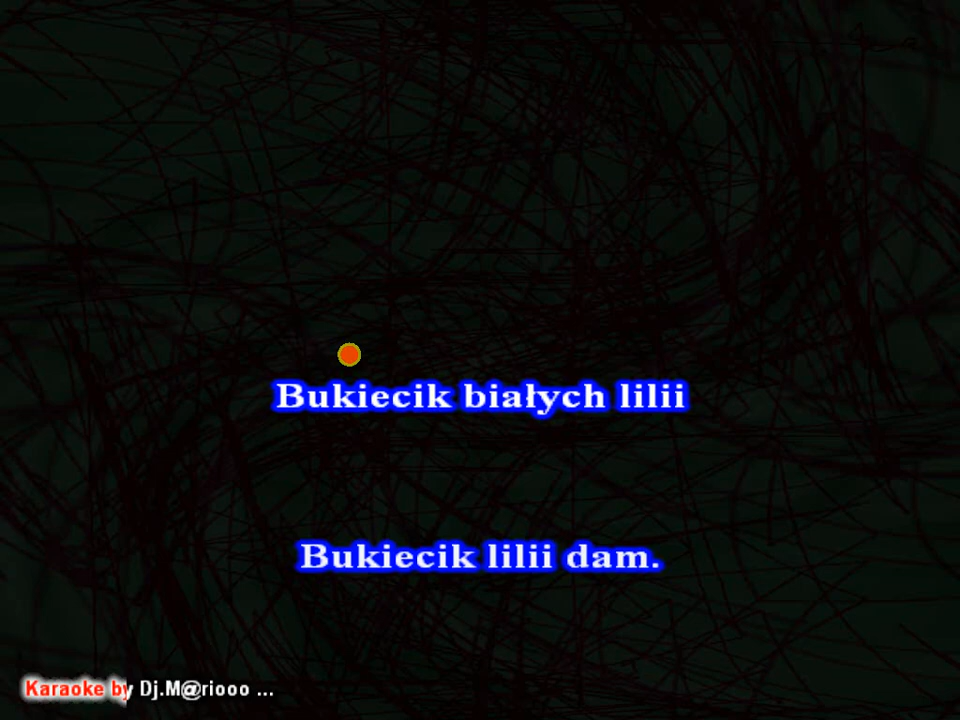 Bukiecik białych lilii
Bukiecik lilii dam.
Karaoke by Dj.M@riooo ...